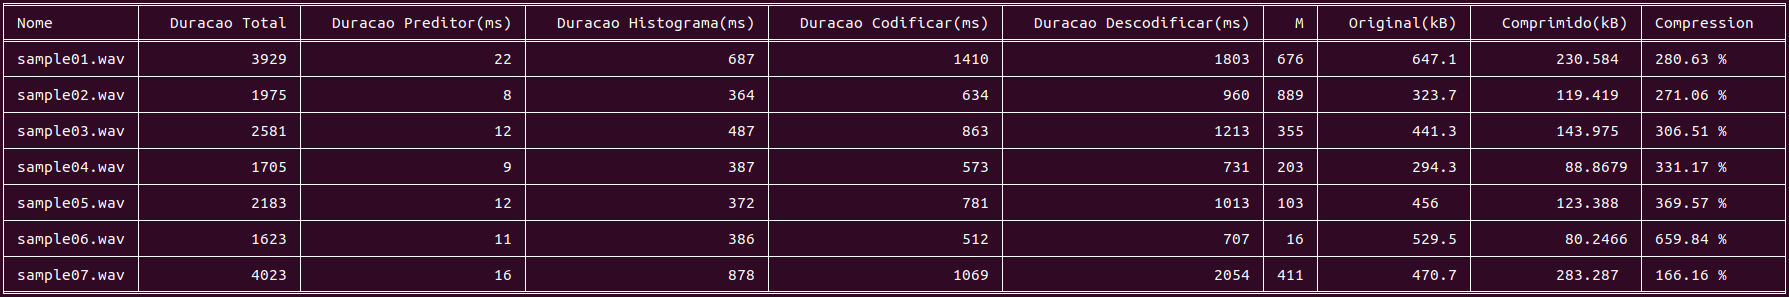 Nome Duracao Total Duracao Preditor(ms) Duracao Histograma(ms) Duracao Codificar(ms) Duracao Descodificar(ms) M Original(kB) Comprimido(kB) Compression
sample01.wav 3929 22 687 1410 1803 676 647.1 230.584 280.63 %
sample02.wav 1975 8 364 634 960 889 323.7 119.419 271.06 %
sample03.wav 2581 12 487 863 1213 355 441.3 143.975 306.51 %
sample04.wav 1705 9 387 573 731 203 294.3 88.8679 331.17 %
sample05.wav 2183 12 372 781 1013 103 456 123.388 369.57 %
sample06.wav 1623 11 386 512 707 16 529.5 80.2466 659.84 %
sample07.wav 4023 16 878 1069 2054 411 470.7 283.287 166.16 %